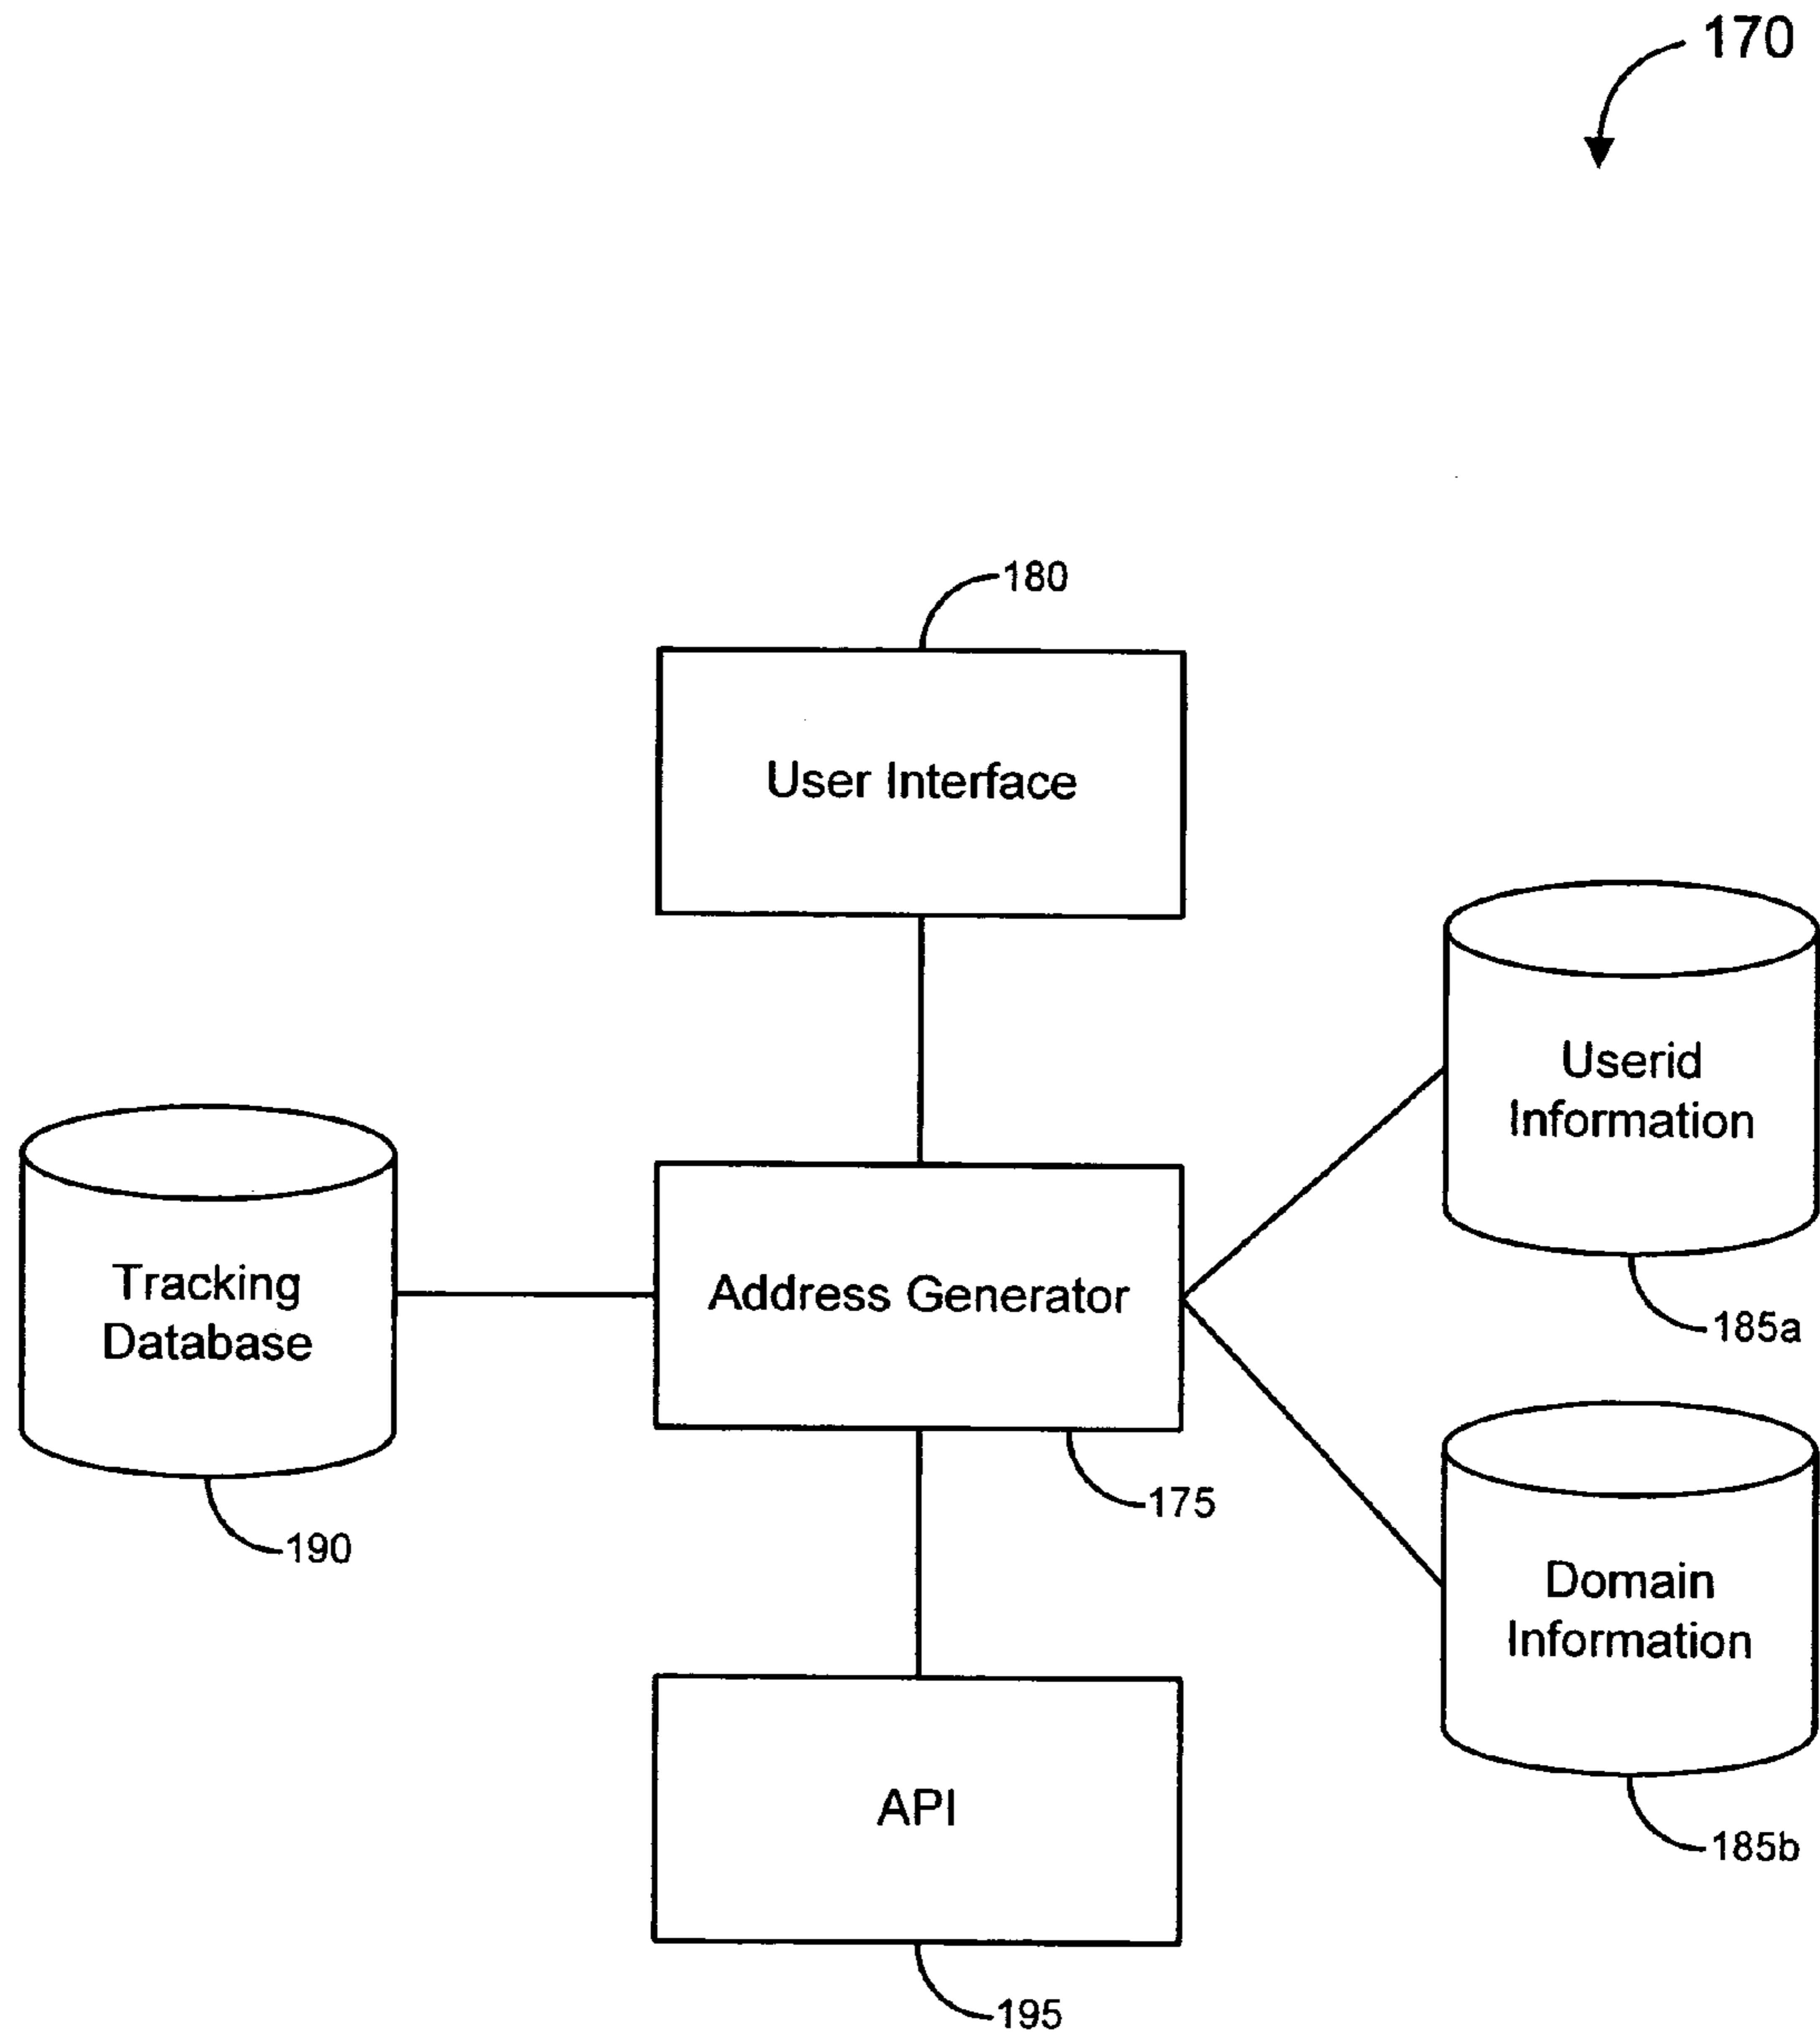 170
180
User Interface
Userid
Information
185a
Tracking
Database
190
Address Generator
175
Domain
Information
185b
API
195